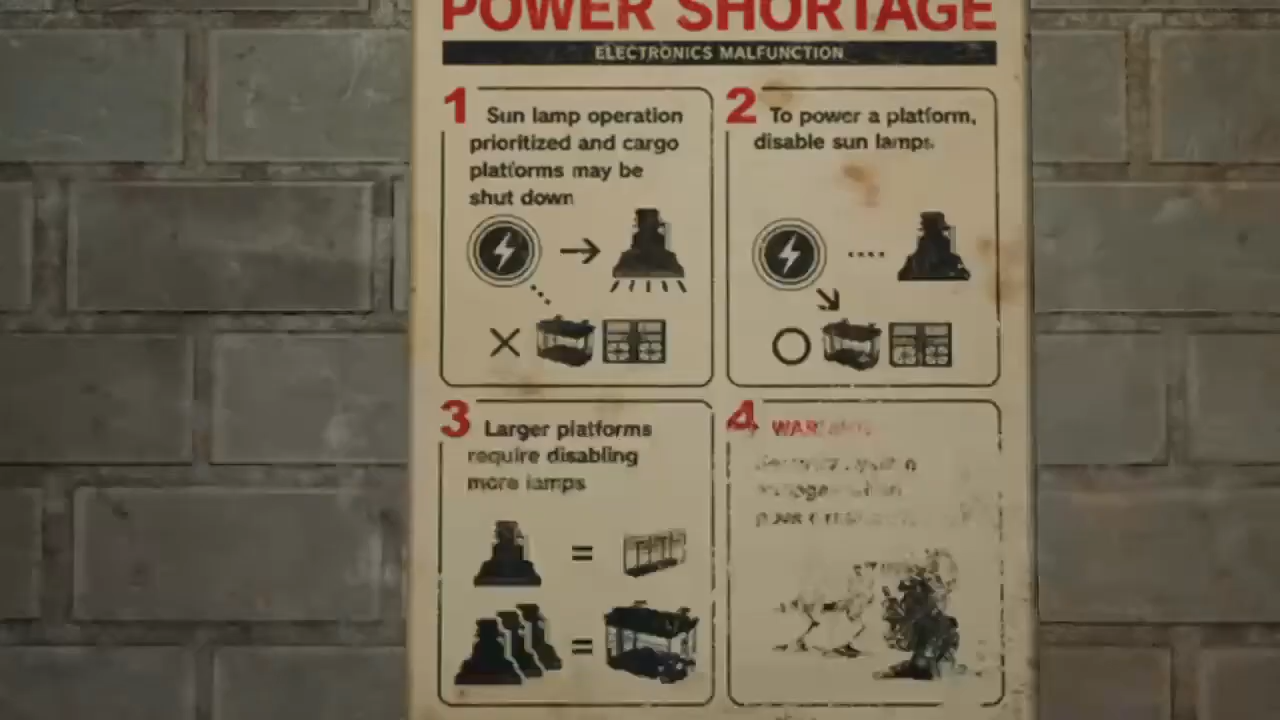 POWER SHORTAGE
ELECTRONICS MALFUNCTION
1 Sun lamp operation
prioritized and cargo
platforms may be
shut down
2 To power a platform,
disable sun lamps.
3 Larger platforms
require disabling
more lamps
4